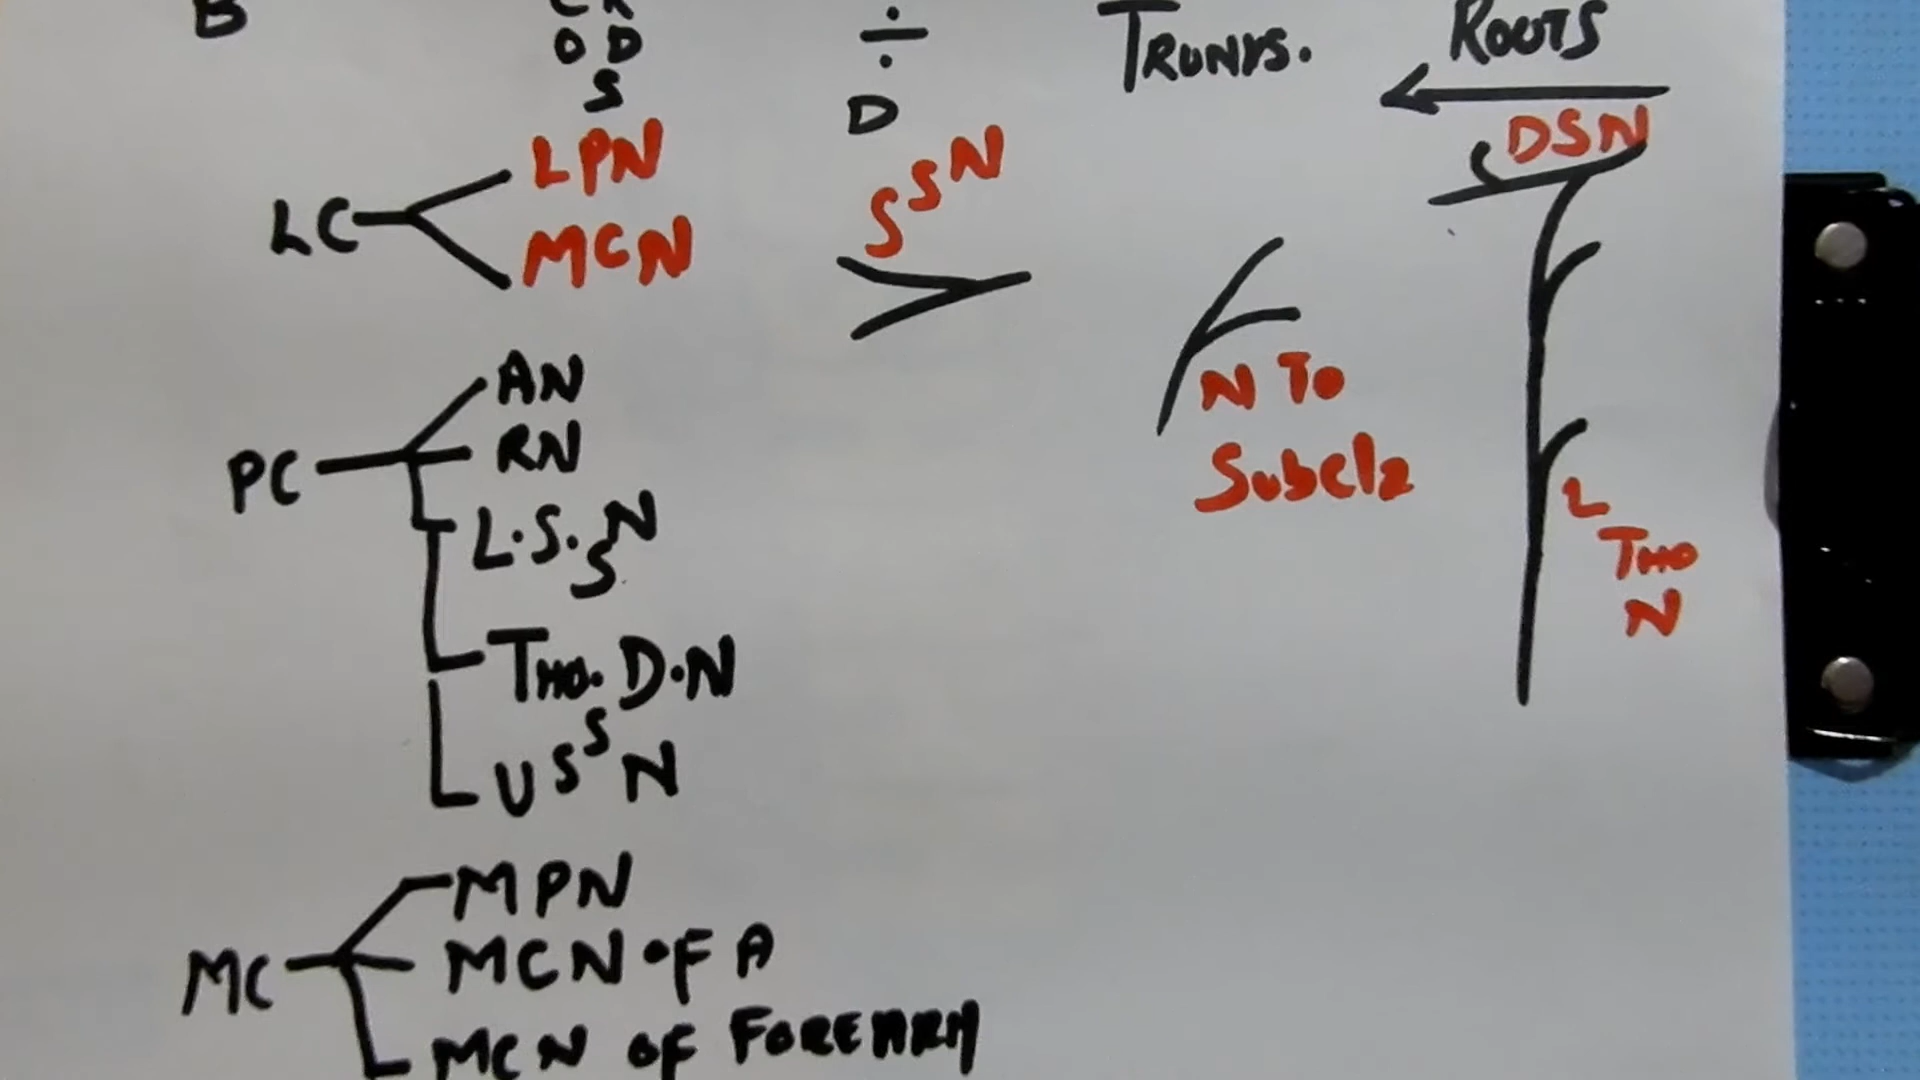 B
C R
O D
S
÷
D
TRUNKS.
ROOTS
DSN
LPN
LC
MCN
SSN
N To
Subcl2
L
THO
N
AN
PC
RN
L.S.SN
THO.D.N
USSN
MPN
MC
MCN OF A
MCN OF FOREARM